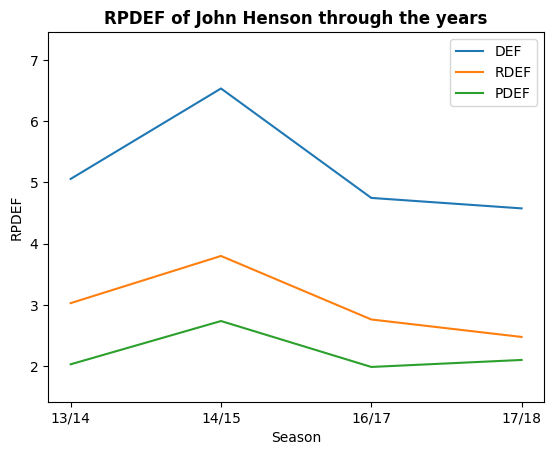 RPDEF of John Henson through the years
DEF
RDEF
PDEF
7
6
5
4
3
2
RPDEF
13/14 14/15 16/17 17/18
Season